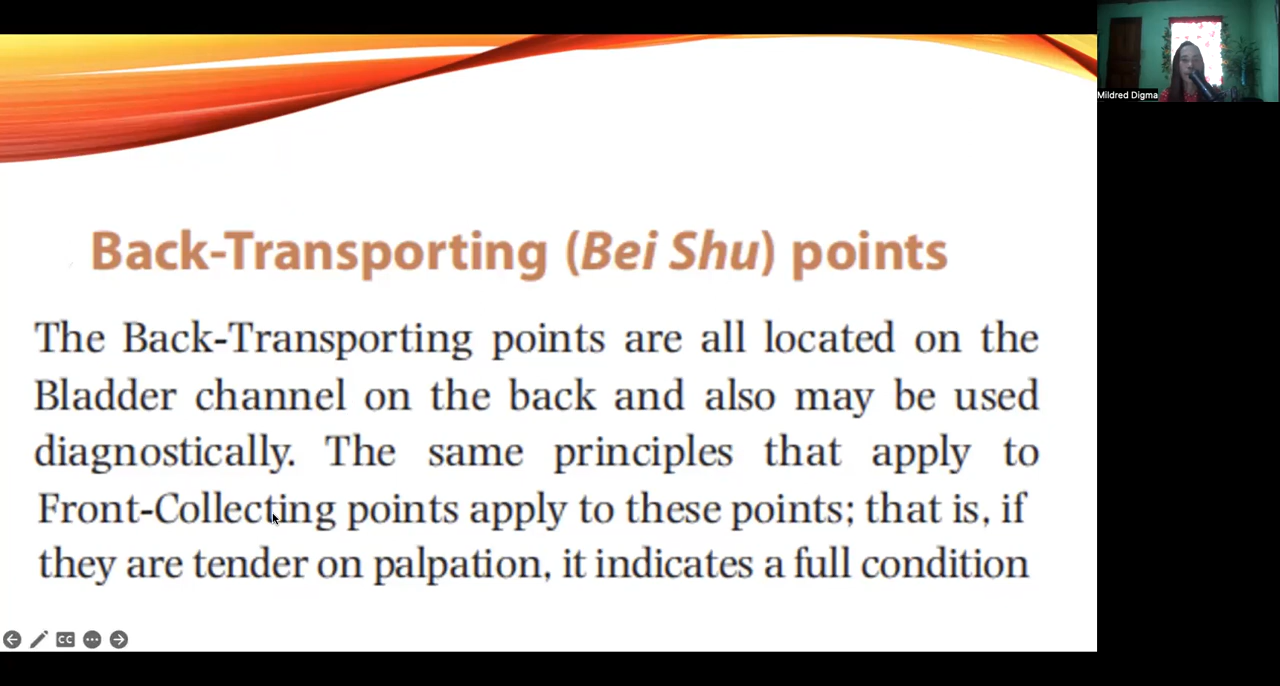 Mildred Digma
Back-Transporting (Bei Shu) points
The Back-Transporting points are all located on the
Bladder channel on the back and also may be used
diagnostically. The same principles that apply to
Front-Collecting points apply to these points; that is, if
they are tender on palpation, it indicates a full condition
CC